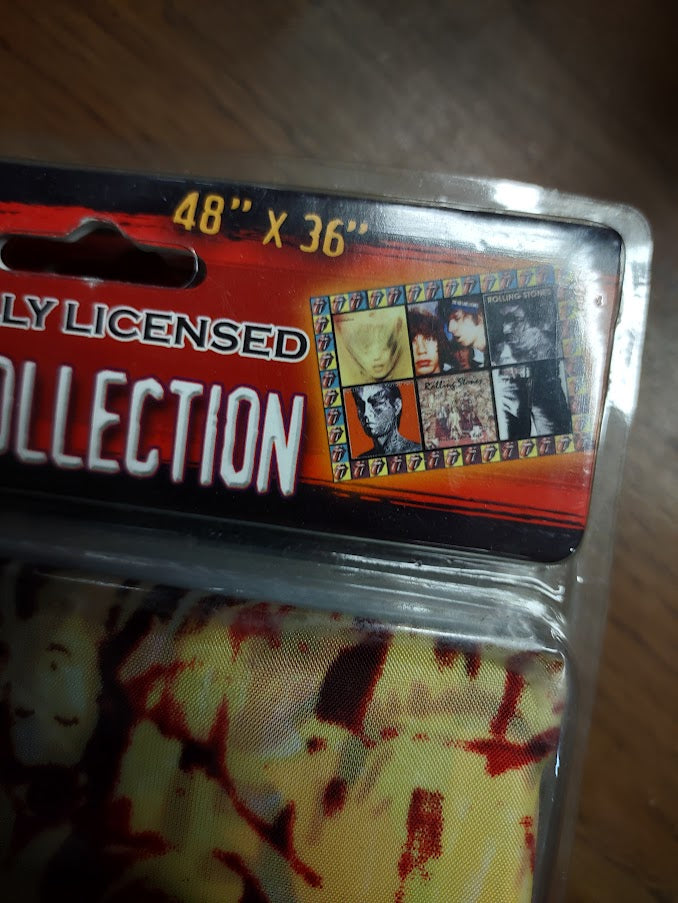 48" X 36"
LY LICENSED
OLLECTION
ROLLING STONES
Rolling Stones